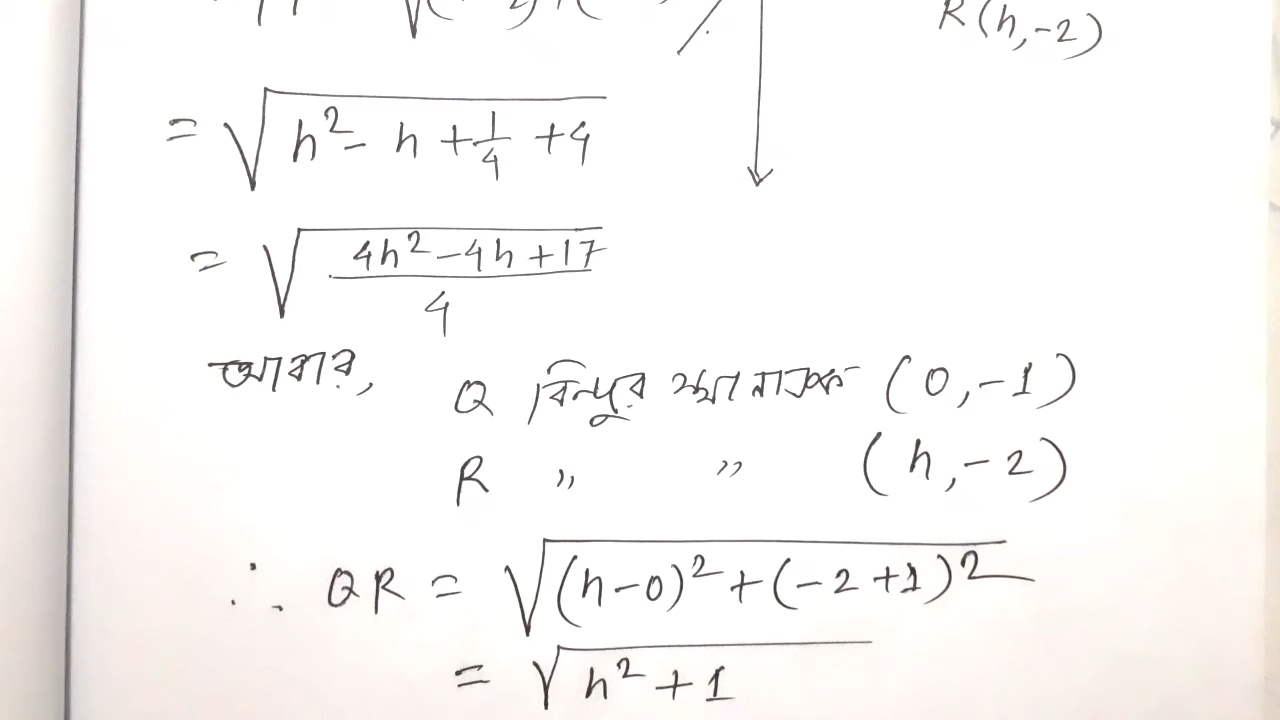 R(h,-2)
= √(h² - h + 1/4 + 4)
= √((4h² - 4h + 17)/4)
আবার,
Q বিন্দুর স্থানাংক (0, -1)
R " " (h, -2)
∴ QR = √((h-0)² + (-2+1)²)
= √(h² + 1)